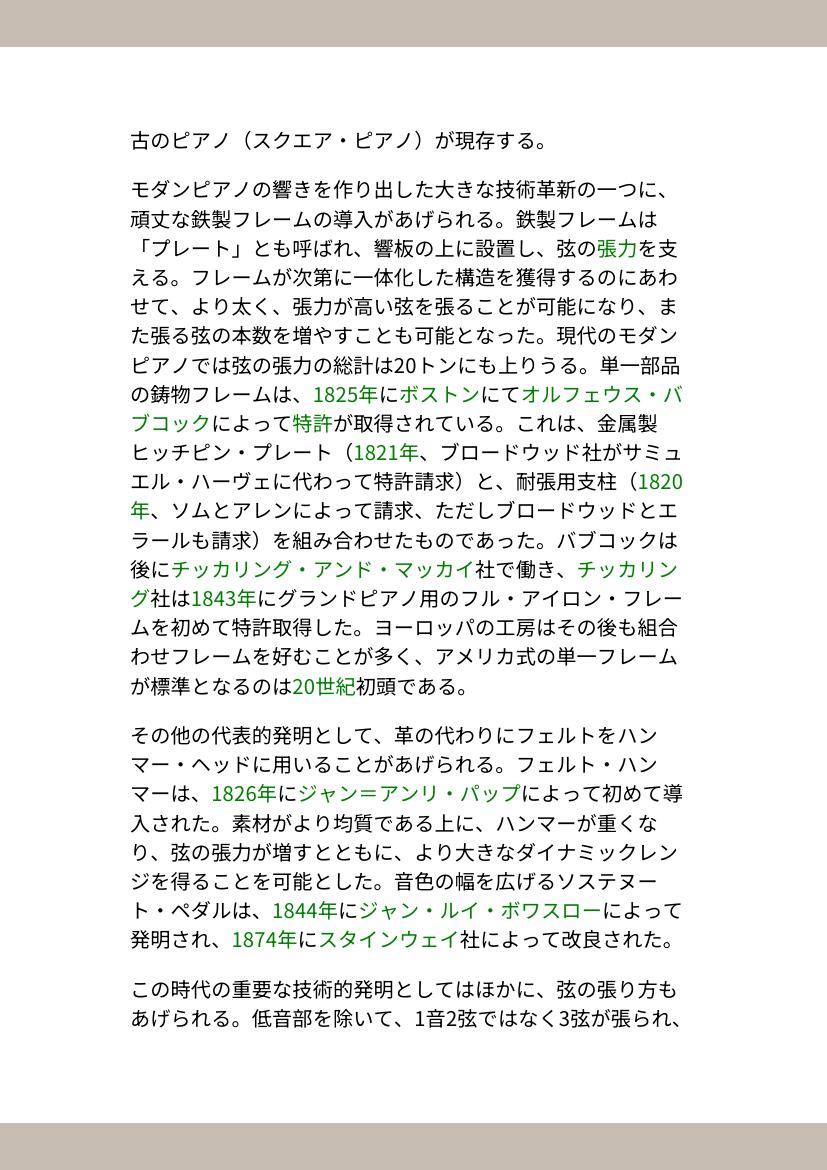 古のピアノ（スクエア・ピアノ）が現存する。
モダンピアノの響きを作り出した大きな技術革新の一つに、
頑丈な鉄製フレームの導入があげられる。鉄製フレームは
「プレート」とも呼ばれ、響板の上に設置し、弦の張力を支
える。フレームが次第に一体化した構造を獲得するのにあわ
せて、より太く、張力が高い弦を張ることが可能になり、ま
た張る弦の本数を増やすことも可能となった。現代のモダン
ピアノでは弦の張力の総計は20トンにも上りうる。単一部品
の鋳物フレームは、1825年にボストンにてオルフェウス・バ
ブコックによって特許が取得されている。これは、金属製
ヒッチピン・プレート（1821年、ブロードウッド社がサミュ
エル・ハーヴェに代わって特許請求）と、耐張用支柱（1820
年、ソムとアレンによって請求、ただしブロードウッドとエ
ラールも請求）を組み合わせたものであった。バブコックは
後にチッカリング・アンド・マッカイ社で働き、チッカリン
グ社は1843年にグランドピアノ用のフル・アイロン・フレー
ムを初めて特許取得した。ヨーロッパの工房はその後も組合
わせフレームを好むことが多く、アメリカ式の単一フレーム
が標準となるのは20世紀初頭である。
その他の代表的発明として、革の代わりにフェルトをハン
マー・ヘッドに用いることがあげられる。フェルト・ハン
マーは、1826年にジャン＝アンリ・パップによって初めて導
入された。素材がより均質である上に、ハンマーが重くな
り、弦の張力が増すとともに、より大きなダイナミックレン
ジを得ることを可能とした。音色の幅を広げるソステヌー
ト・ペダルは、1844年にジャン・ルイ・ボワスローによって
発明され、1874年にスタインウェイ社によって改良された。
この時代の重要な技術的発明としてはほかに、弦の張り方も
あげられる。低音部を除いて、1音2弦ではなく3弦が張られ、